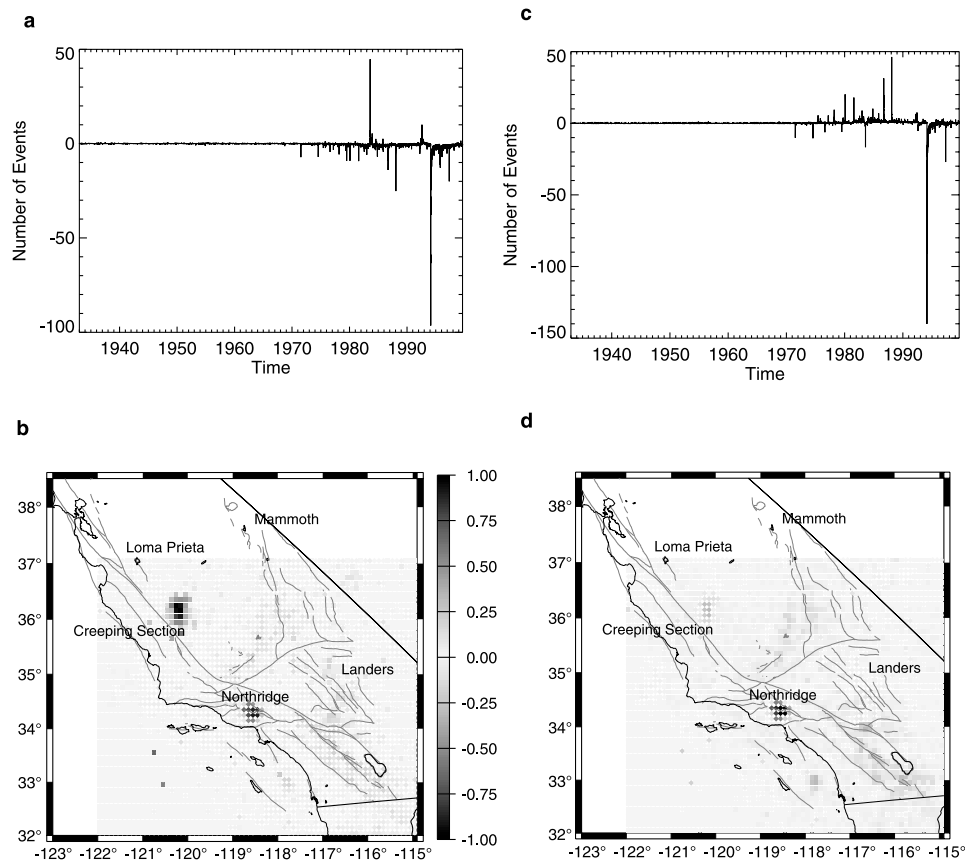 a
50
0
-50
-100
Number of Events
1940 1950 1960 1970 1980 1990
Time
c
50
0
-50
-100
-150
Number of Events
1940 1950 1960 1970 1980 1990
Time
b
38°
37°
36°
35°
34°
33°
32°
-123° -122° -121° -120° -119° -118° -117° -116° -115°
Mammoth
Loma Prieta
Creeping Section
Landers
Northridge
1.00
0.75
0.50
0.25
0.00
-0.25
-0.50
-0.75
-1.00
d
38°
37°
36°
35°
34°
33°
32°
-123° -122° -121° -120° -119° -118° -117° -116° -115°
Mammoth
Loma Prieta
Creeping Section
Landers
Northridge